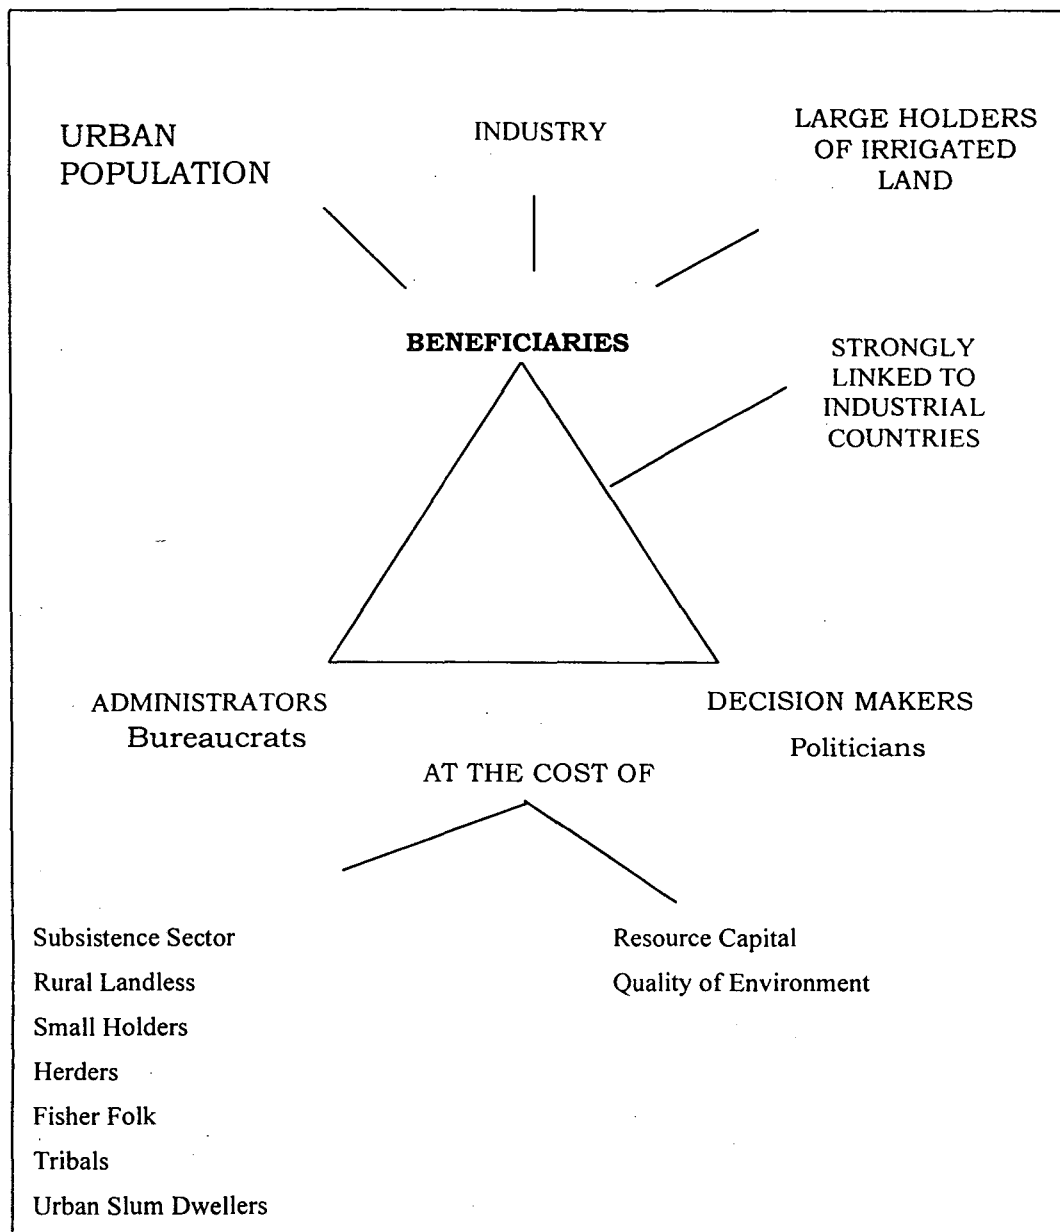 URBAN
POPULATION
INDUSTRY
LARGE HOLDERS
OF IRRIGATED
LAND
BENEFICIARIES
STRONGLY
LINKED TO
INDUSTRIAL
COUNTRIES
ADMINISTRATORS
Bureaucrats
DECISION MAKERS
Politicians
AT THE COST OF
Subsistence Sector
Rural Landless
Small Holders
Herders
Fisher Folk
Tribals
Urban Slum Dwellers
Resource Capital
Quality of Environment